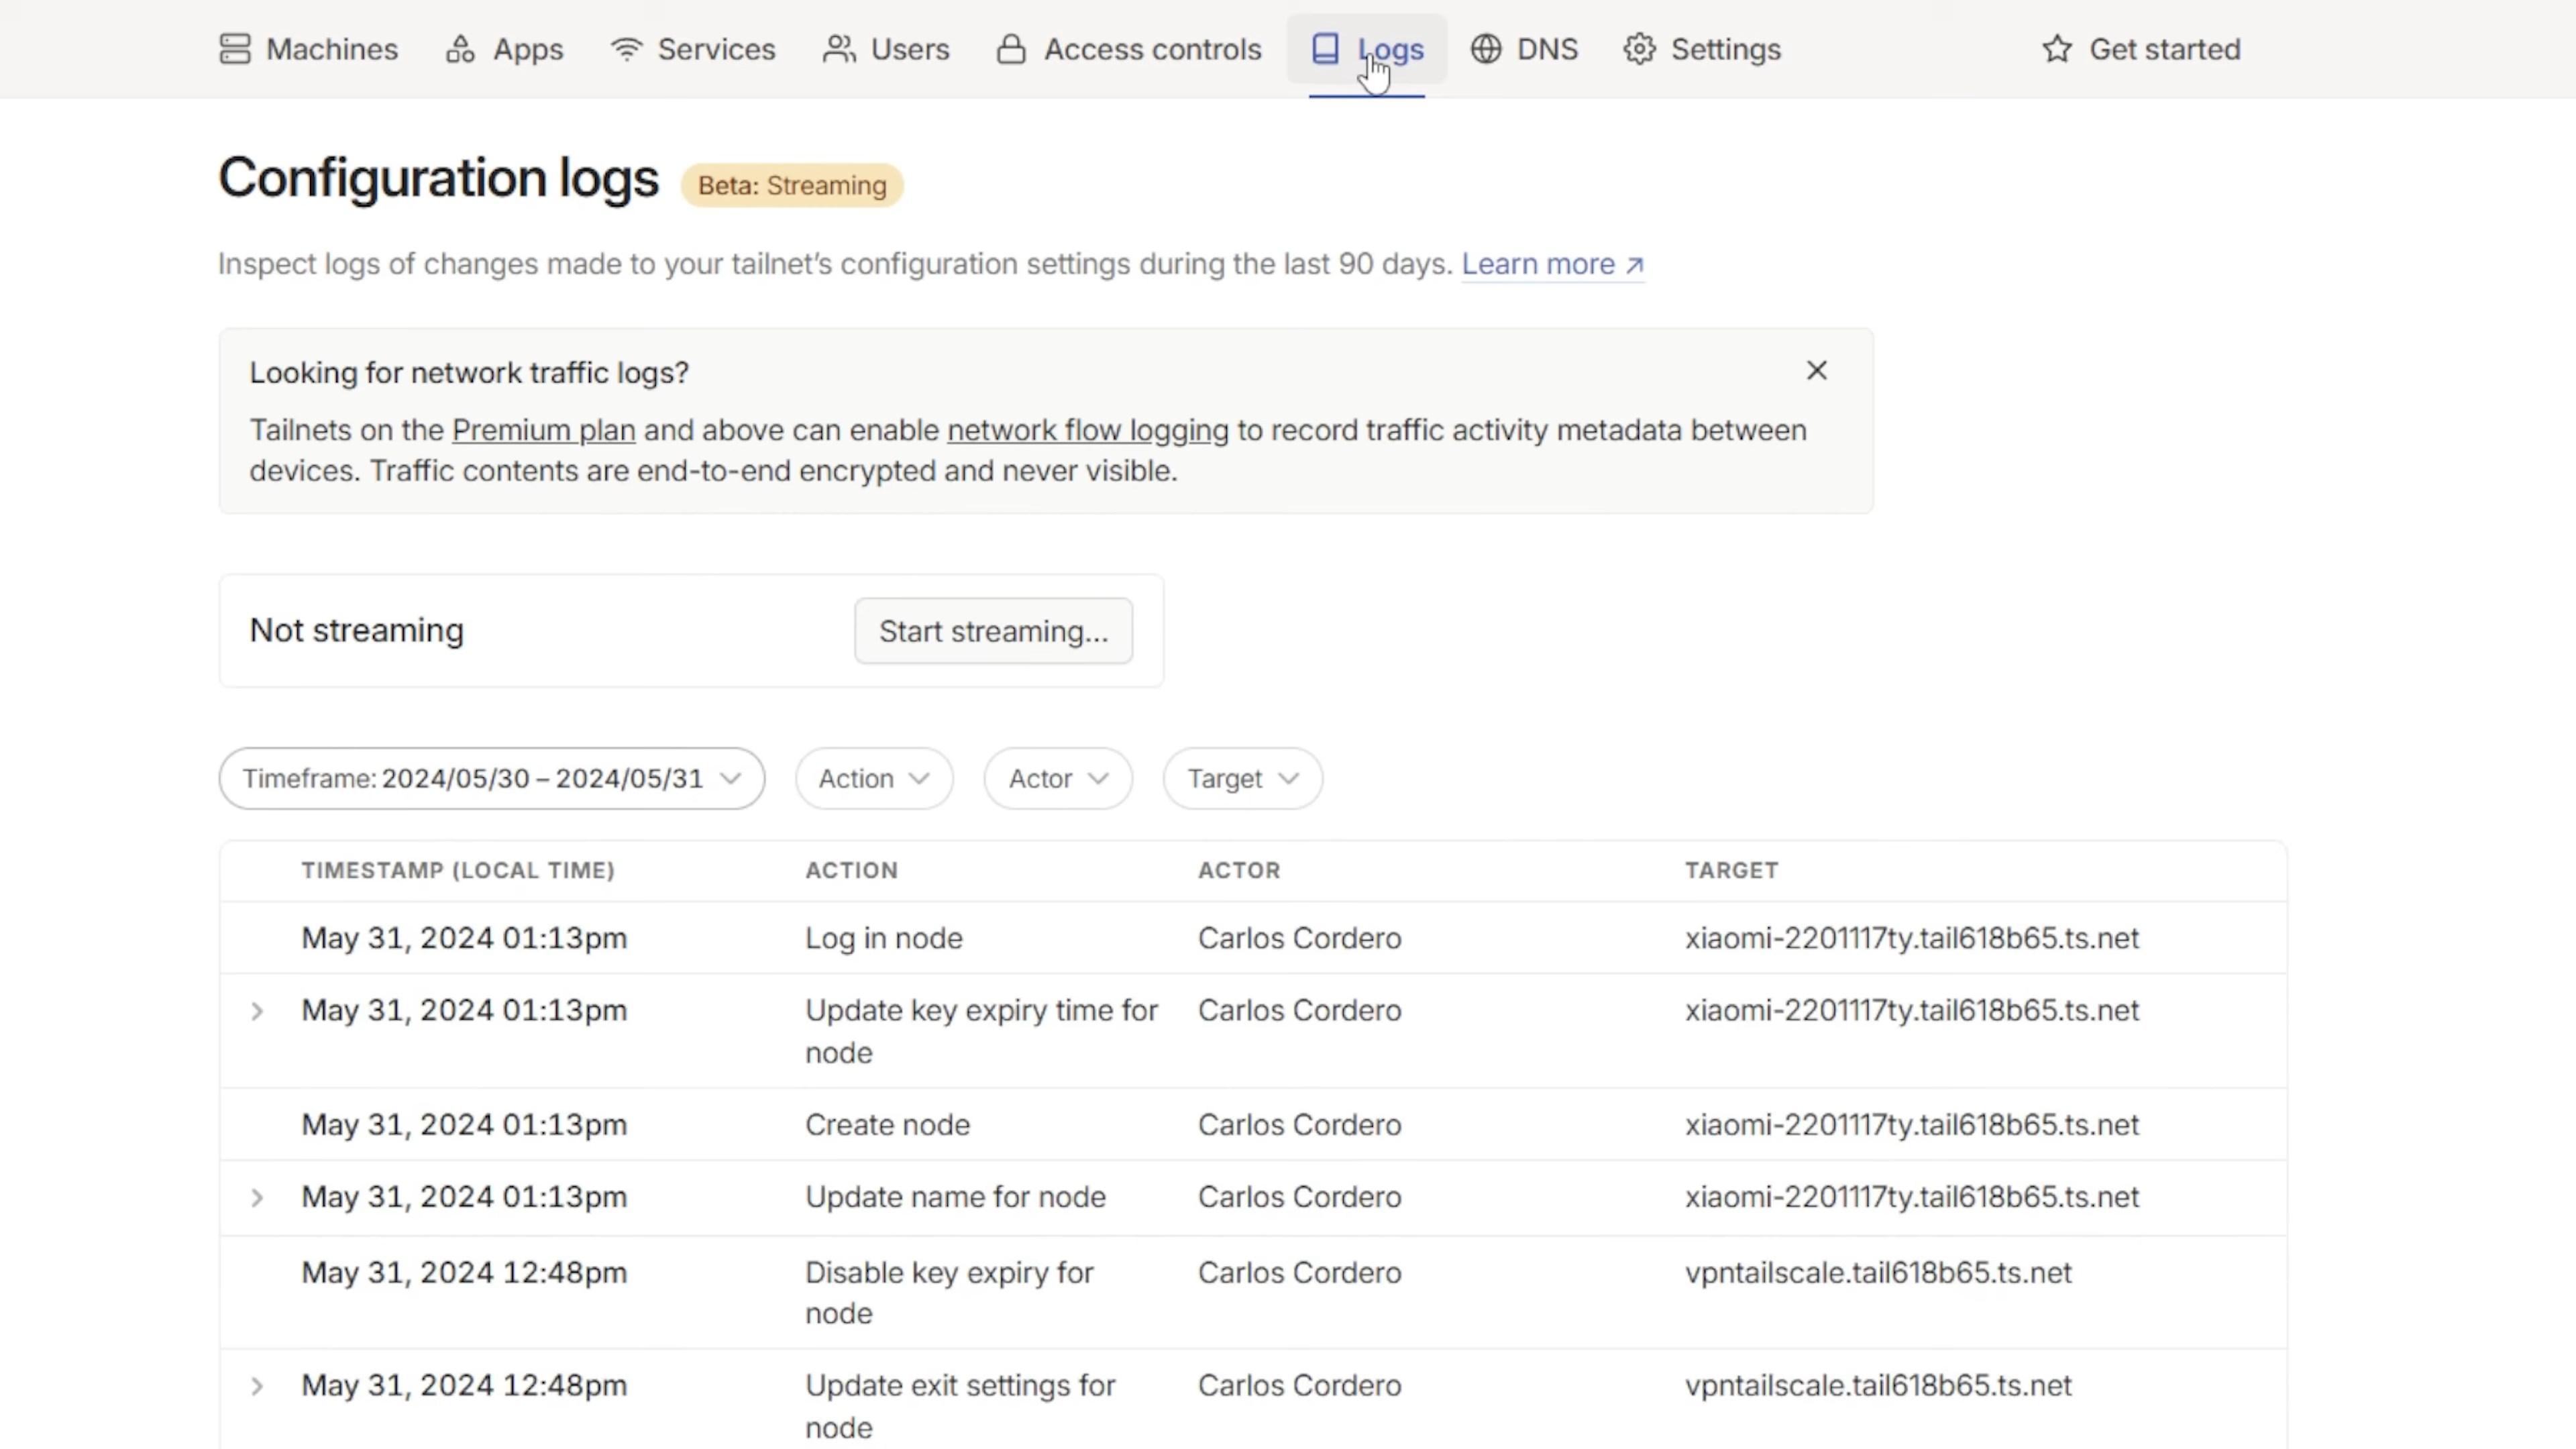 Machines Apps Services Users Access controls Logs DNS Settings Get started
Configuration logs Beta: Streaming
Inspect logs of changes made to your tailnet’s configuration settings during the last 90 days. Learn more ↗
Looking for network traffic logs?
Tailnets on the Premium plan and above can enable network flow logging to record traffic activity metadata between
devices. Traffic contents are end-to-end encrypted and never visible.
Not streaming Start streaming...
Timeframe: 2024/05/30 – 2024/05/31 Action Actor Target
TIMESTAMP (LOCAL TIME) ACTION ACTOR TARGET
May 31, 2024 01:13pm Log in node Carlos Cordero xiaomi-2201117ty.tail618b65.ts.net
May 31, 2024 01:13pm Update key expiry time for Carlos Cordero xiaomi-2201117ty.tail618b65.ts.net
node
May 31, 2024 01:13pm Create node Carlos Cordero xiaomi-2201117ty.tail618b65.ts.net
May 31, 2024 01:13pm Update name for node Carlos Cordero xiaomi-2201117ty.tail618b65.ts.net
May 31, 2024 12:48pm Disable key expiry for Carlos Cordero vpntailscale.tail618b65.ts.net
node
May 31, 2024 12:48pm Update exit settings for Carlos Cordero vpntailscale.tail618b65.ts.net
node